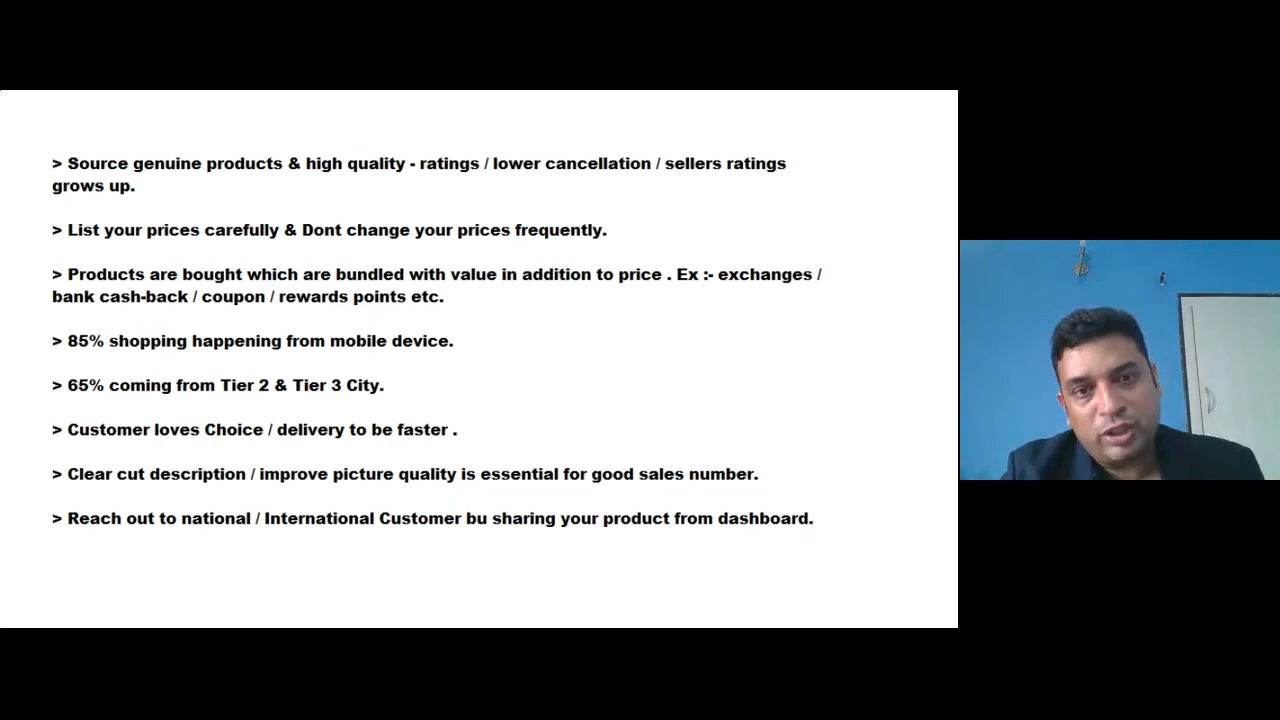 > Source genuine products & high quality - ratings / lower cancellation / sellers ratings
grows up.
> List your prices carefully & Dont change your prices frequently.
> Products are bought which are bundled with value in addition to price . Ex :- exchanges /
bank cash-back / coupon / rewards points etc.
> 85% shopping happening from mobile device.
> 65% coming from Tier 2 & Tier 3 City.
> Customer loves Choice / delivery to be faster .
> Clear cut description / improve picture quality is essential for good sales number.
> Reach out to national / International Customer bu sharing your product from dashboard.